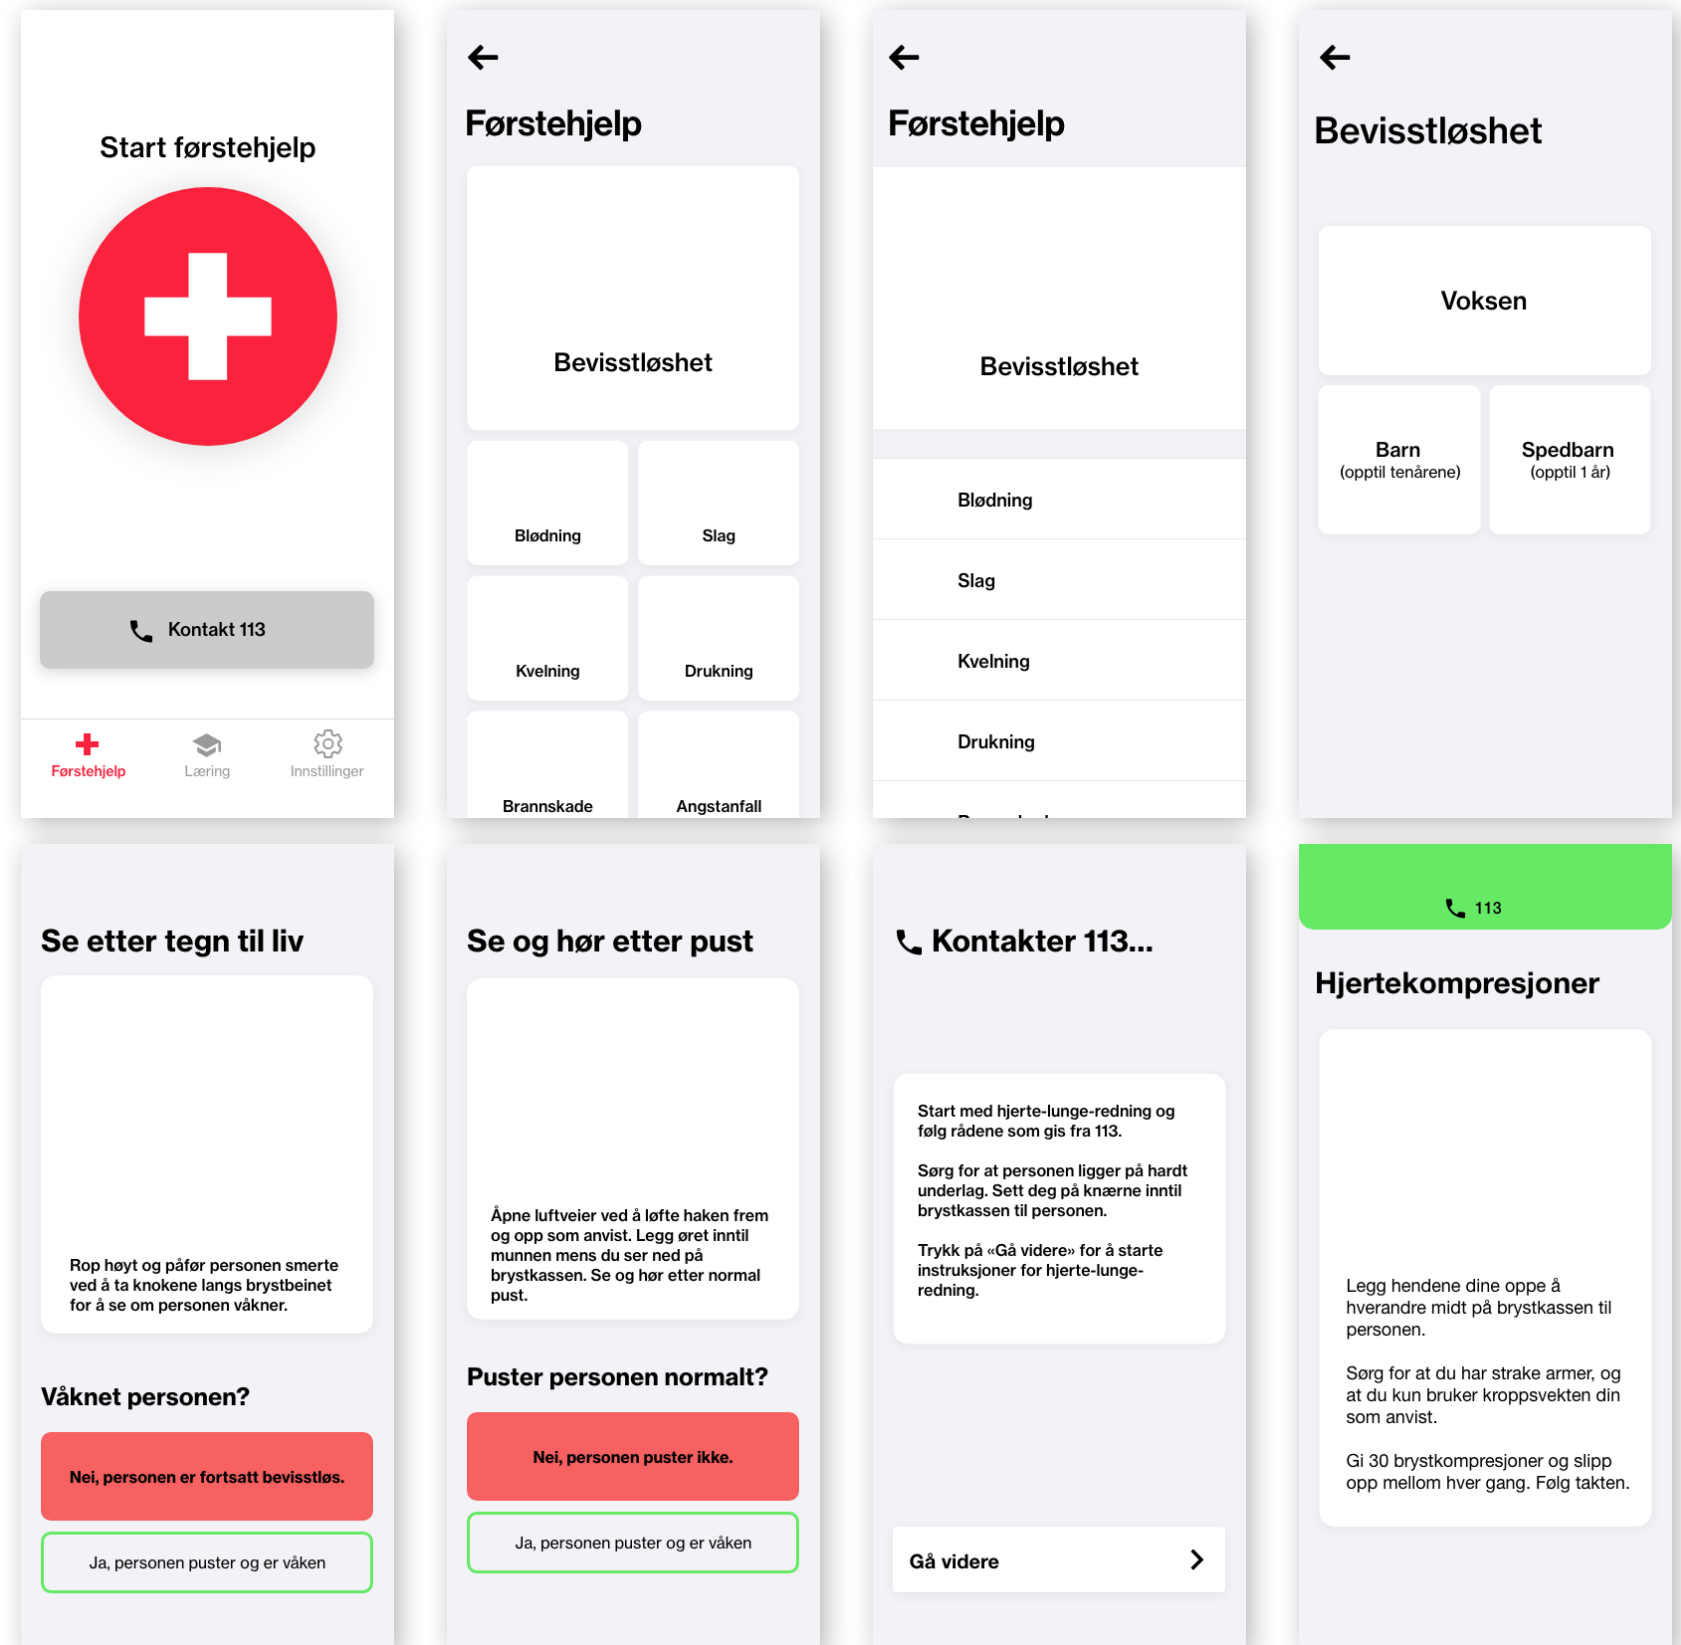 Start førstehjelp
Kontakt 113
Førstehjelp
Læring
Innstillinger
Førstehjelp
Bevisstløshet
Blødning
Slag
Kvelning
Drukning
Brannskade
Angstanfall
Førstehjelp
Bevisstløshet
Blødning
Slag
Kvelning
Drukning
Bevisstløshet
Voksen
Barn
(opptil tenårene)
Spedbarn
(opptil 1 år)
Se etter tegn til liv
Rop høyt og påfør personen smerte
ved å ta knokene langs brystbeinet
for å se om personen våkner.
Våknet personen?
Nei, personen er fortsatt bevisstløs.
Ja, personen puster og er våken
Se og hør etter pust
Åpne luftveier ved å løfte haken frem
og opp som anvist. Legg øret inntil
munnen mens du ser ned på
brystkassen. Se og hør etter normal
pust.
Puster personen normalt?
Nei, personen puster ikke.
Ja, personen puster og er våken
Kontakter 113...
Start med hjerte-lunge-redning og
følg rådene som gis fra 113.
Sørg for at personen ligger på hardt
underlag. Sett deg på knærne inntil
brystkassen til personen.
Trykk på «Gå videre» for å starte
instruksjoner for hjerte-lunge-
redning.
Gå videre
113
Hjertekompresjoner
Legg hendene dine oppe å
hverandre midt på brystkassen til
personen.
Sørg for at du har strake armer, og
at du kun bruker kroppsvekten din
som anvist.
Gi 30 brystkompresjoner og slipp
opp mellom hver gang. Følg takten.